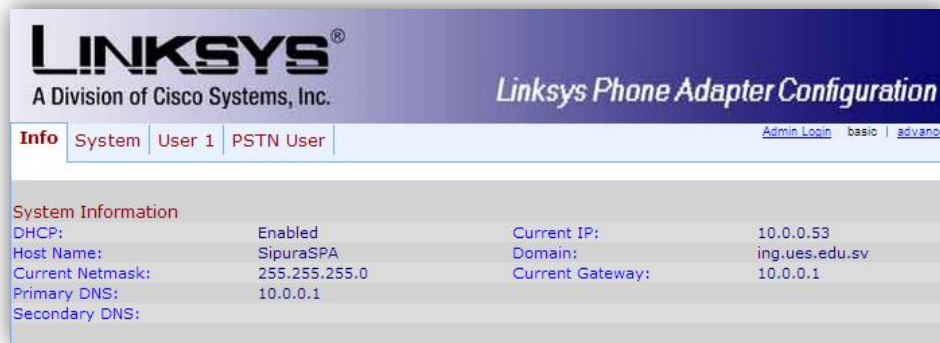 LINKSYS®
A Division of Cisco Systems, Inc.
Linksys Phone Adapter Configuration
Info System User 1 PSTN User
Admin Login basic |
System Information
DHCP: Enabled Current IP: 10.0.0.53
Host Name: SipuraSPA Domain: ing.ues.edu.sv
Current Netmask: 255.255.255.0 Current Gateway: 10.0.0.1
Primary DNS: 10.0.0.1
Secondary DNS: